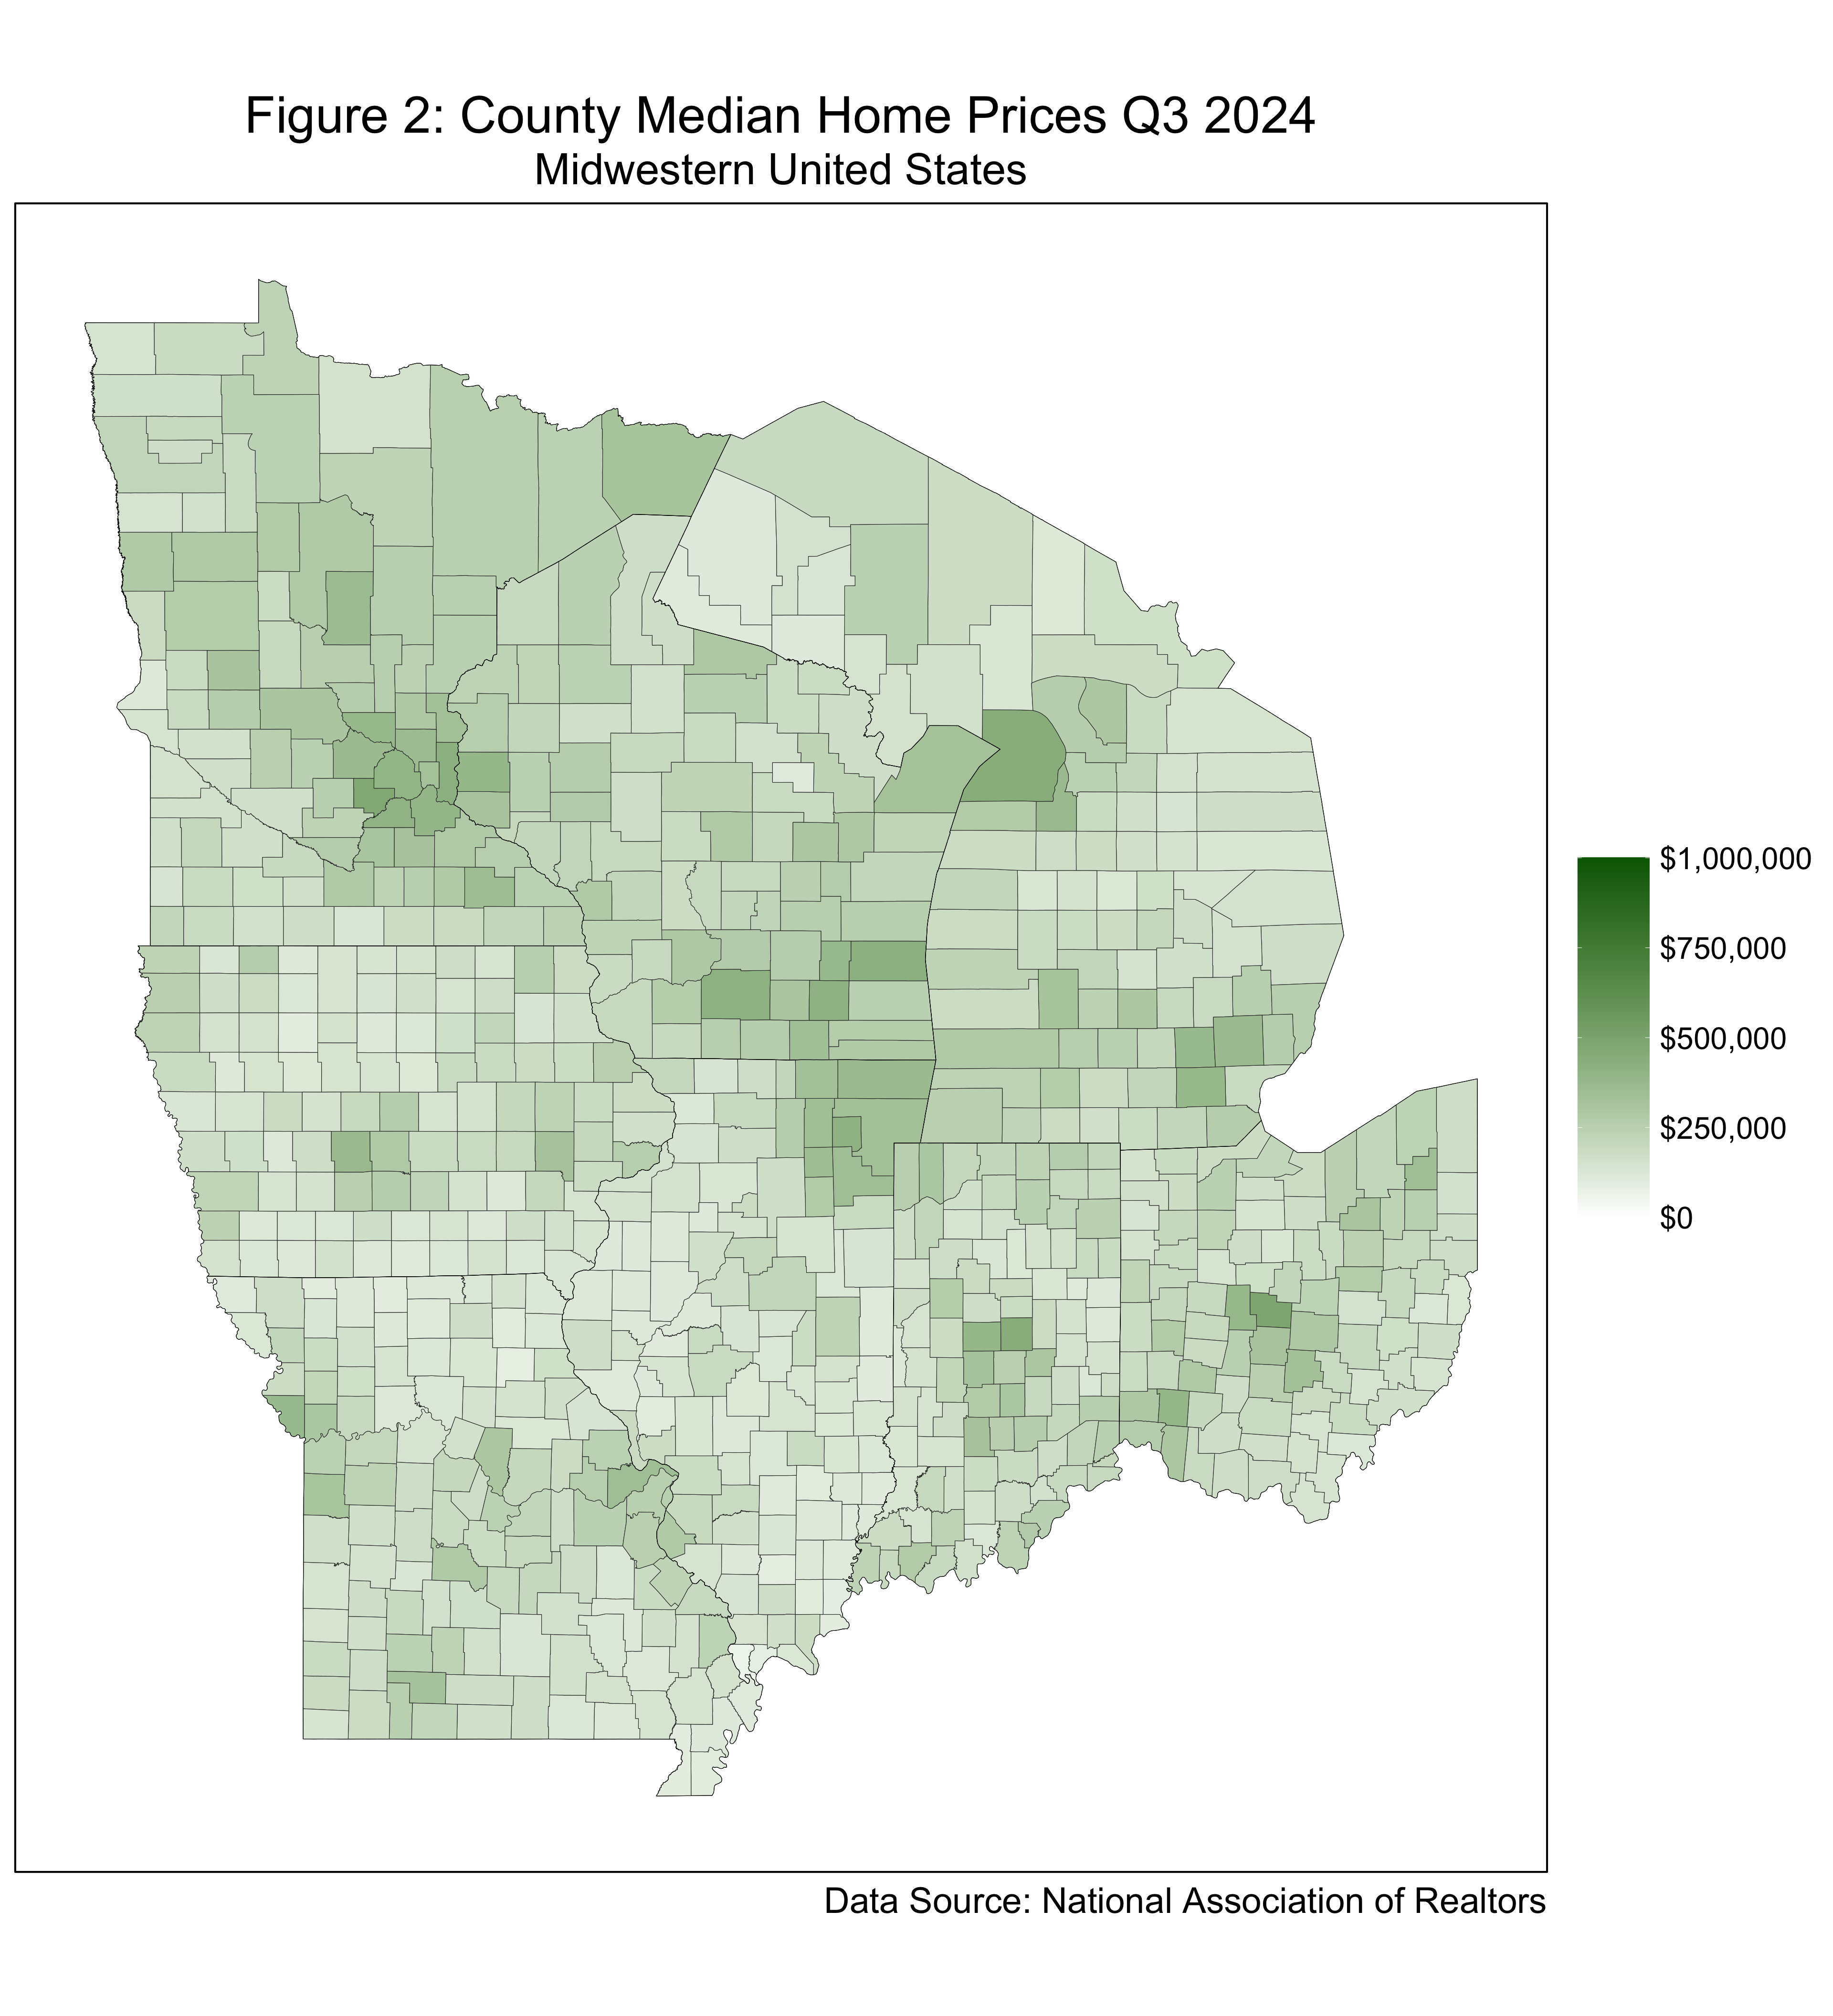 Figure 2: County Median Home Prices Q3 2024
Midwestern United States
$1,000,000
$750,000
$500,000
$250,000
$0
Data Source: National Association of Realtors